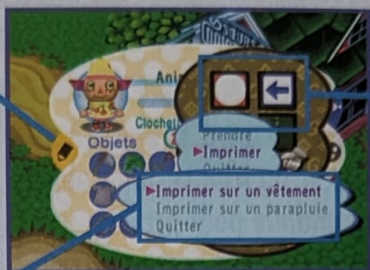 Ani
Clochet
Objets
Prendre
▶Imprimer
Quitter
▶Imprimer sur un vêtement
Imprimer sur un parapluie
Quitter